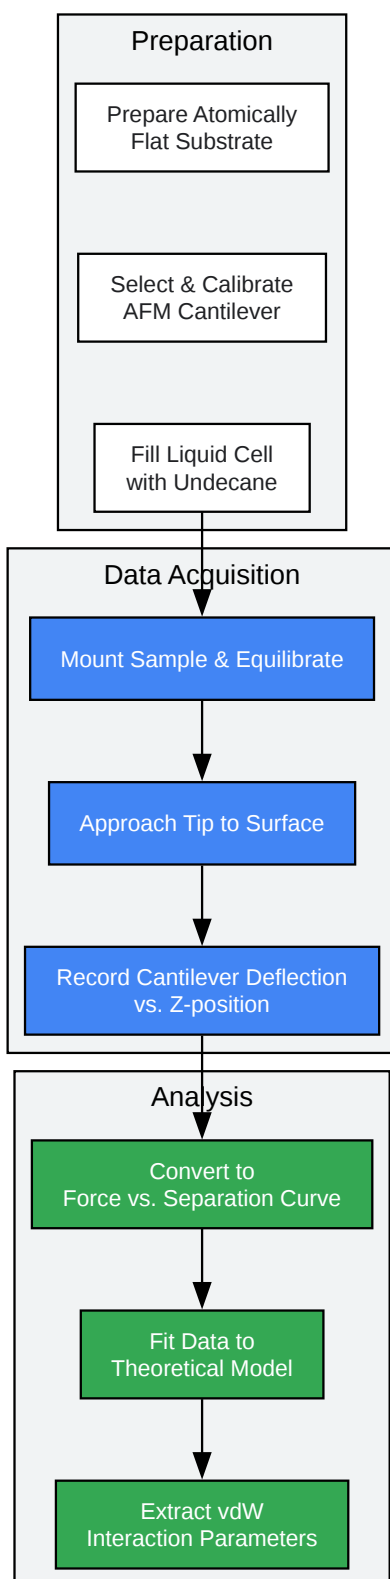 Preparation
Prepare Atomically
Flat Substrate
Select & Calibrate
AFM Cantilever
Fill Liquid Cell
with Undecane
Data Acquisition
Mount Sample & Equilibrate
Approach Tip to Surface
Record Cantilever Deflection
vs. Z-position
Analysis
Convert to
Force vs. Separation Curve
Fit Data to
Theoretical Model
Extract vdW
Interaction Parameters